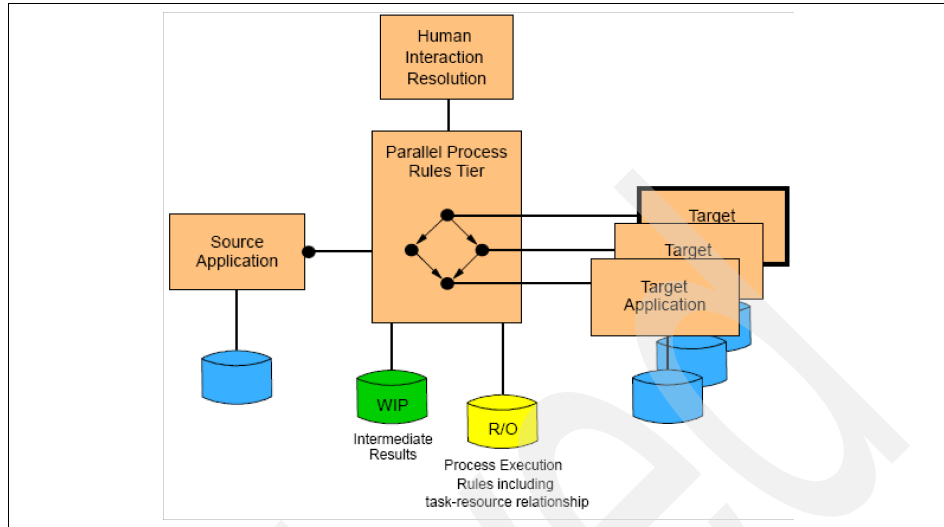 Human
Interaction
Resolution
Parallel Process
Rules Tier
Source
Application
Target
Target
Target
Application
WIP
Intermediate
Results
R/O
Process Execution
Rules including
task-resource relationship